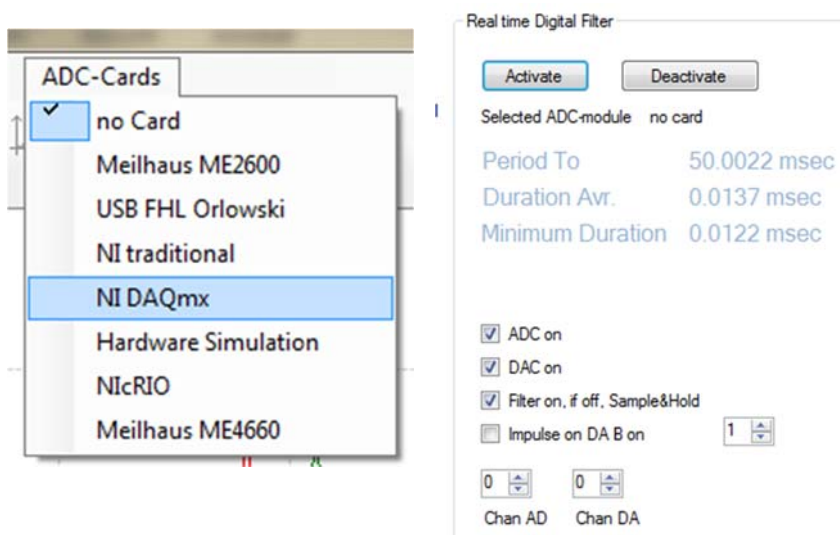 ADC-Cards
no Card
Meilhaus ME2600
USB FHL Orlowski
NI traditional
NI DAQmx
Hardware Simulation
NIcRIO
Meilhaus ME4660
Real time Digital Filter
Activate Deactivate
Selected ADC-module no card
Period To 50.0022 msec
Duration Avr. 0.0137 msec
Minimum Duration 0.0122 msec
ADC on
DAC on
Filter on, if off, Sample&Hold
Impulse on DA B on 1
0 0
Chan AD Chan DA